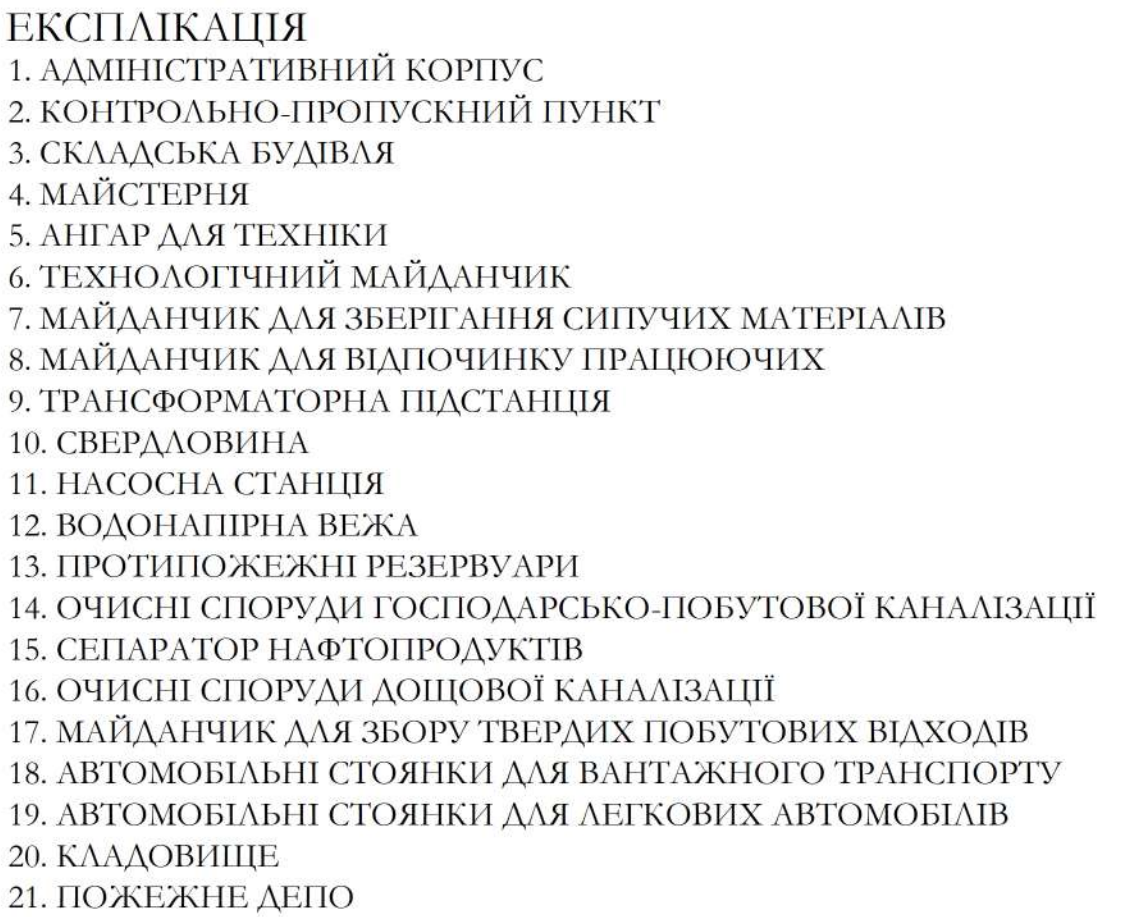 ЕКСПЛІКАЦІЯ
1. АДМІНІСТРАТИВНИЙ КОРПУС
2. КОНТРОЛЬНО-ПРОПУСКНИЙ ПУНКТ
3. СКЛАДСЬКА БУДІВЛЯ
4. МАЙСТЕРНЯ
5. АНГАР ДЛЯ ТЕХНІКИ
6. ТЕХНОЛОГІЧНИЙ МАЙДАНЧИК
7. МАЙДАНЧИК ДЛЯ ЗБЕРІГАННЯ СИПУЧИХ МАТЕРІАЛІВ
8. МАЙДАНЧИК ДЛЯ ВІДПОЧИНКУ ПРАЦЮЮЧИХ
9. ТРАНСФОРМАТОРНА ПІДСТАНЦІЯ
10. СВЕРДЛОВИНА
11. НАСОСНА СТАНЦІЯ
12. ВОДОНАПІРНА ВЕЖА
13. ПРОТИПОЖЕЖНІ РЕЗЕРВУАРИ
14. ОЧИСНІ СПОРУДИ ГОСПОДАРСЬКО-ПОБУТОВОЇ КАНАЛІЗАЦІЇ
15. СЕПАРАТОР НАФТОПРОДУКТІВ
16. ОЧИСНІ СПОРУДИ ДОЩОВОЇ КАНАЛІЗАЦІЇ
17. МАЙДАНЧИК ДЛЯ ЗБОРУ ТВЕРДИХ ПОБУТОВИХ ВІДХОДІВ
18. АВТОМОБІЛЬНІ СТОЯНКИ ДЛЯ ВАНТАЖНОГО ТРАНСПОРТУ
19. АВТОМОБІЛЬНІ СТОЯНКИ ДЛЯ ЛЕГКОВИХ АВТОМОБІЛІВ
20. КЛАДОВИЩЕ
21. ПОЖЕЖНЕ ДЕПО